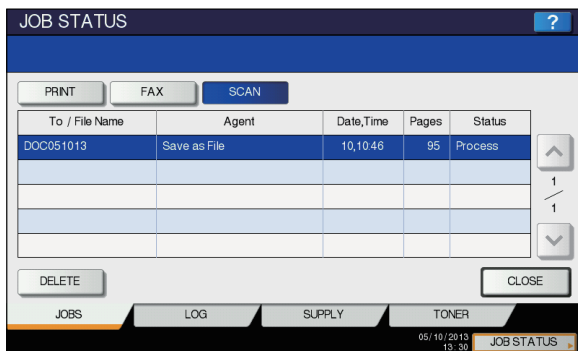 JOB STATUS ?
PRINT FAX SCAN
To / File Name Agent Date,Time Pages Status
DOC051013 Save as File 10,10:46 95 Process
1
1
DELETE CLOSE
JOBS LOG SUPPLY TONER
05/10/2013
13:30 JOB STATUS